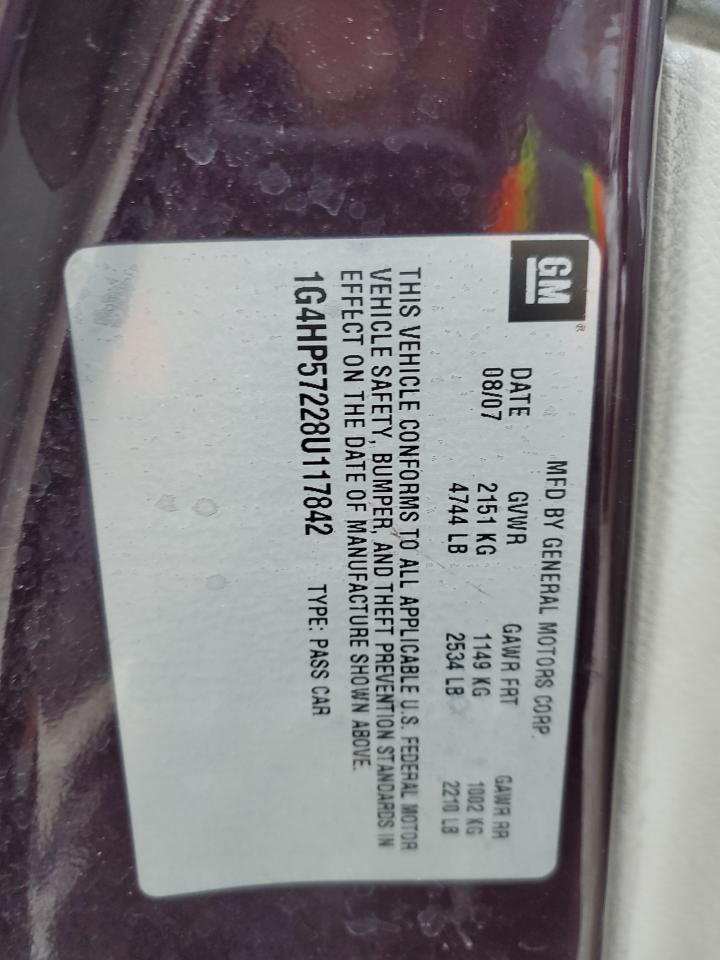 GM®
MFD BY GENERAL MOTORS CORP.
DATE GVWR GAWR FRT GAWR RR
08/07 2151 KG 1149 KG 1002 KG
4744 LB 2534 LB 2210 LB
THIS VEHICLE CONFORMS TO ALL APPLICABLE U.S. FEDERAL MOTOR
VEHICLE SAFETY, BUMPER, AND THEFT PREVENTION STANDARDS IN
EFFECT ON THE DATE OF MANUFACTURE SHOWN ABOVE.
1G4HP57228U117842 TYPE: PASS CAR